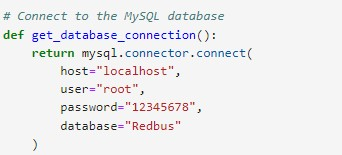 # Connect to the MySQL database
def get_database_connection():
    return mysql.connector.connect(
        host="localhost",
        user="root",
        password="12345678",
        database="Redbus"
    )